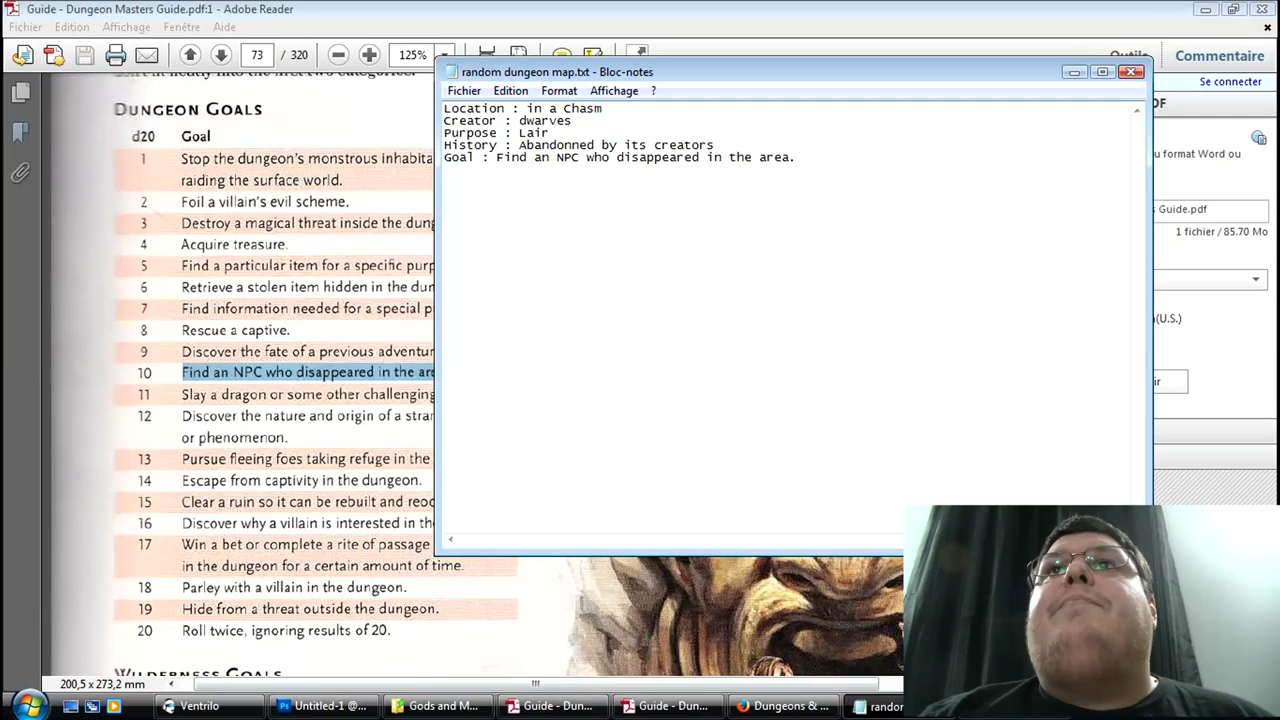 Guide - Dungeon Masters Guide.pdf:1 - Adobe Reader
Fichier Edition Affichage Fenêtre Aide
73 / 320 125%
Outils Commentaire
Se connecter
DUNGEON GOALS
d20 Goal
1 Stop the dungeon's monstrous
raiding the surface world.
2 Foil a villain's evil scheme.
3 Destroy a magical threat inside the
4 Acquire treasure.
5 Find a particular item for a specific
6 Retrieve a stolen item hidden in the
7 Find information needed for a special
8 Rescue a captive.
9 Discover the fate of a previous
10 Find an NPC who disappeared in the
11 Slay a dragon or some other challenging
12 Discover the nature and origin of a
or phenomenon.
13 Pursue fleeing foes taking refuge in the
14 Escape from captivity in the dungeon.
15 Clear a ruin so it can be rebuilt and
16 Discover why a villain is interested in
17 Win a bet or complete a rite of passage
in the dungeon for a certain amount of time.
18 Parley with a villain in the dungeon.
19 Hide from a threat outside the dungeon.
20 Roll twice, ignoring results of 20.
WILDERNESS GOALS
200,5 x 273,2 mm
random dungeon map.txt - Bloc-notes
Fichier Edition Format Affichage ?
Location : in a Chasm
Creator : dwarves
Purpose : Lair
History : Abandonned by its creators
Goal : Find an NPC who disappeared in the area.
format Word ou
Guide.pdf
1 fichier / 85.70 Mo
(U.S.)
Ventrilo
Untitled-1 @...
Gods and M...
Guide - Dun...
Guide - Dun...
Dungeons & ...